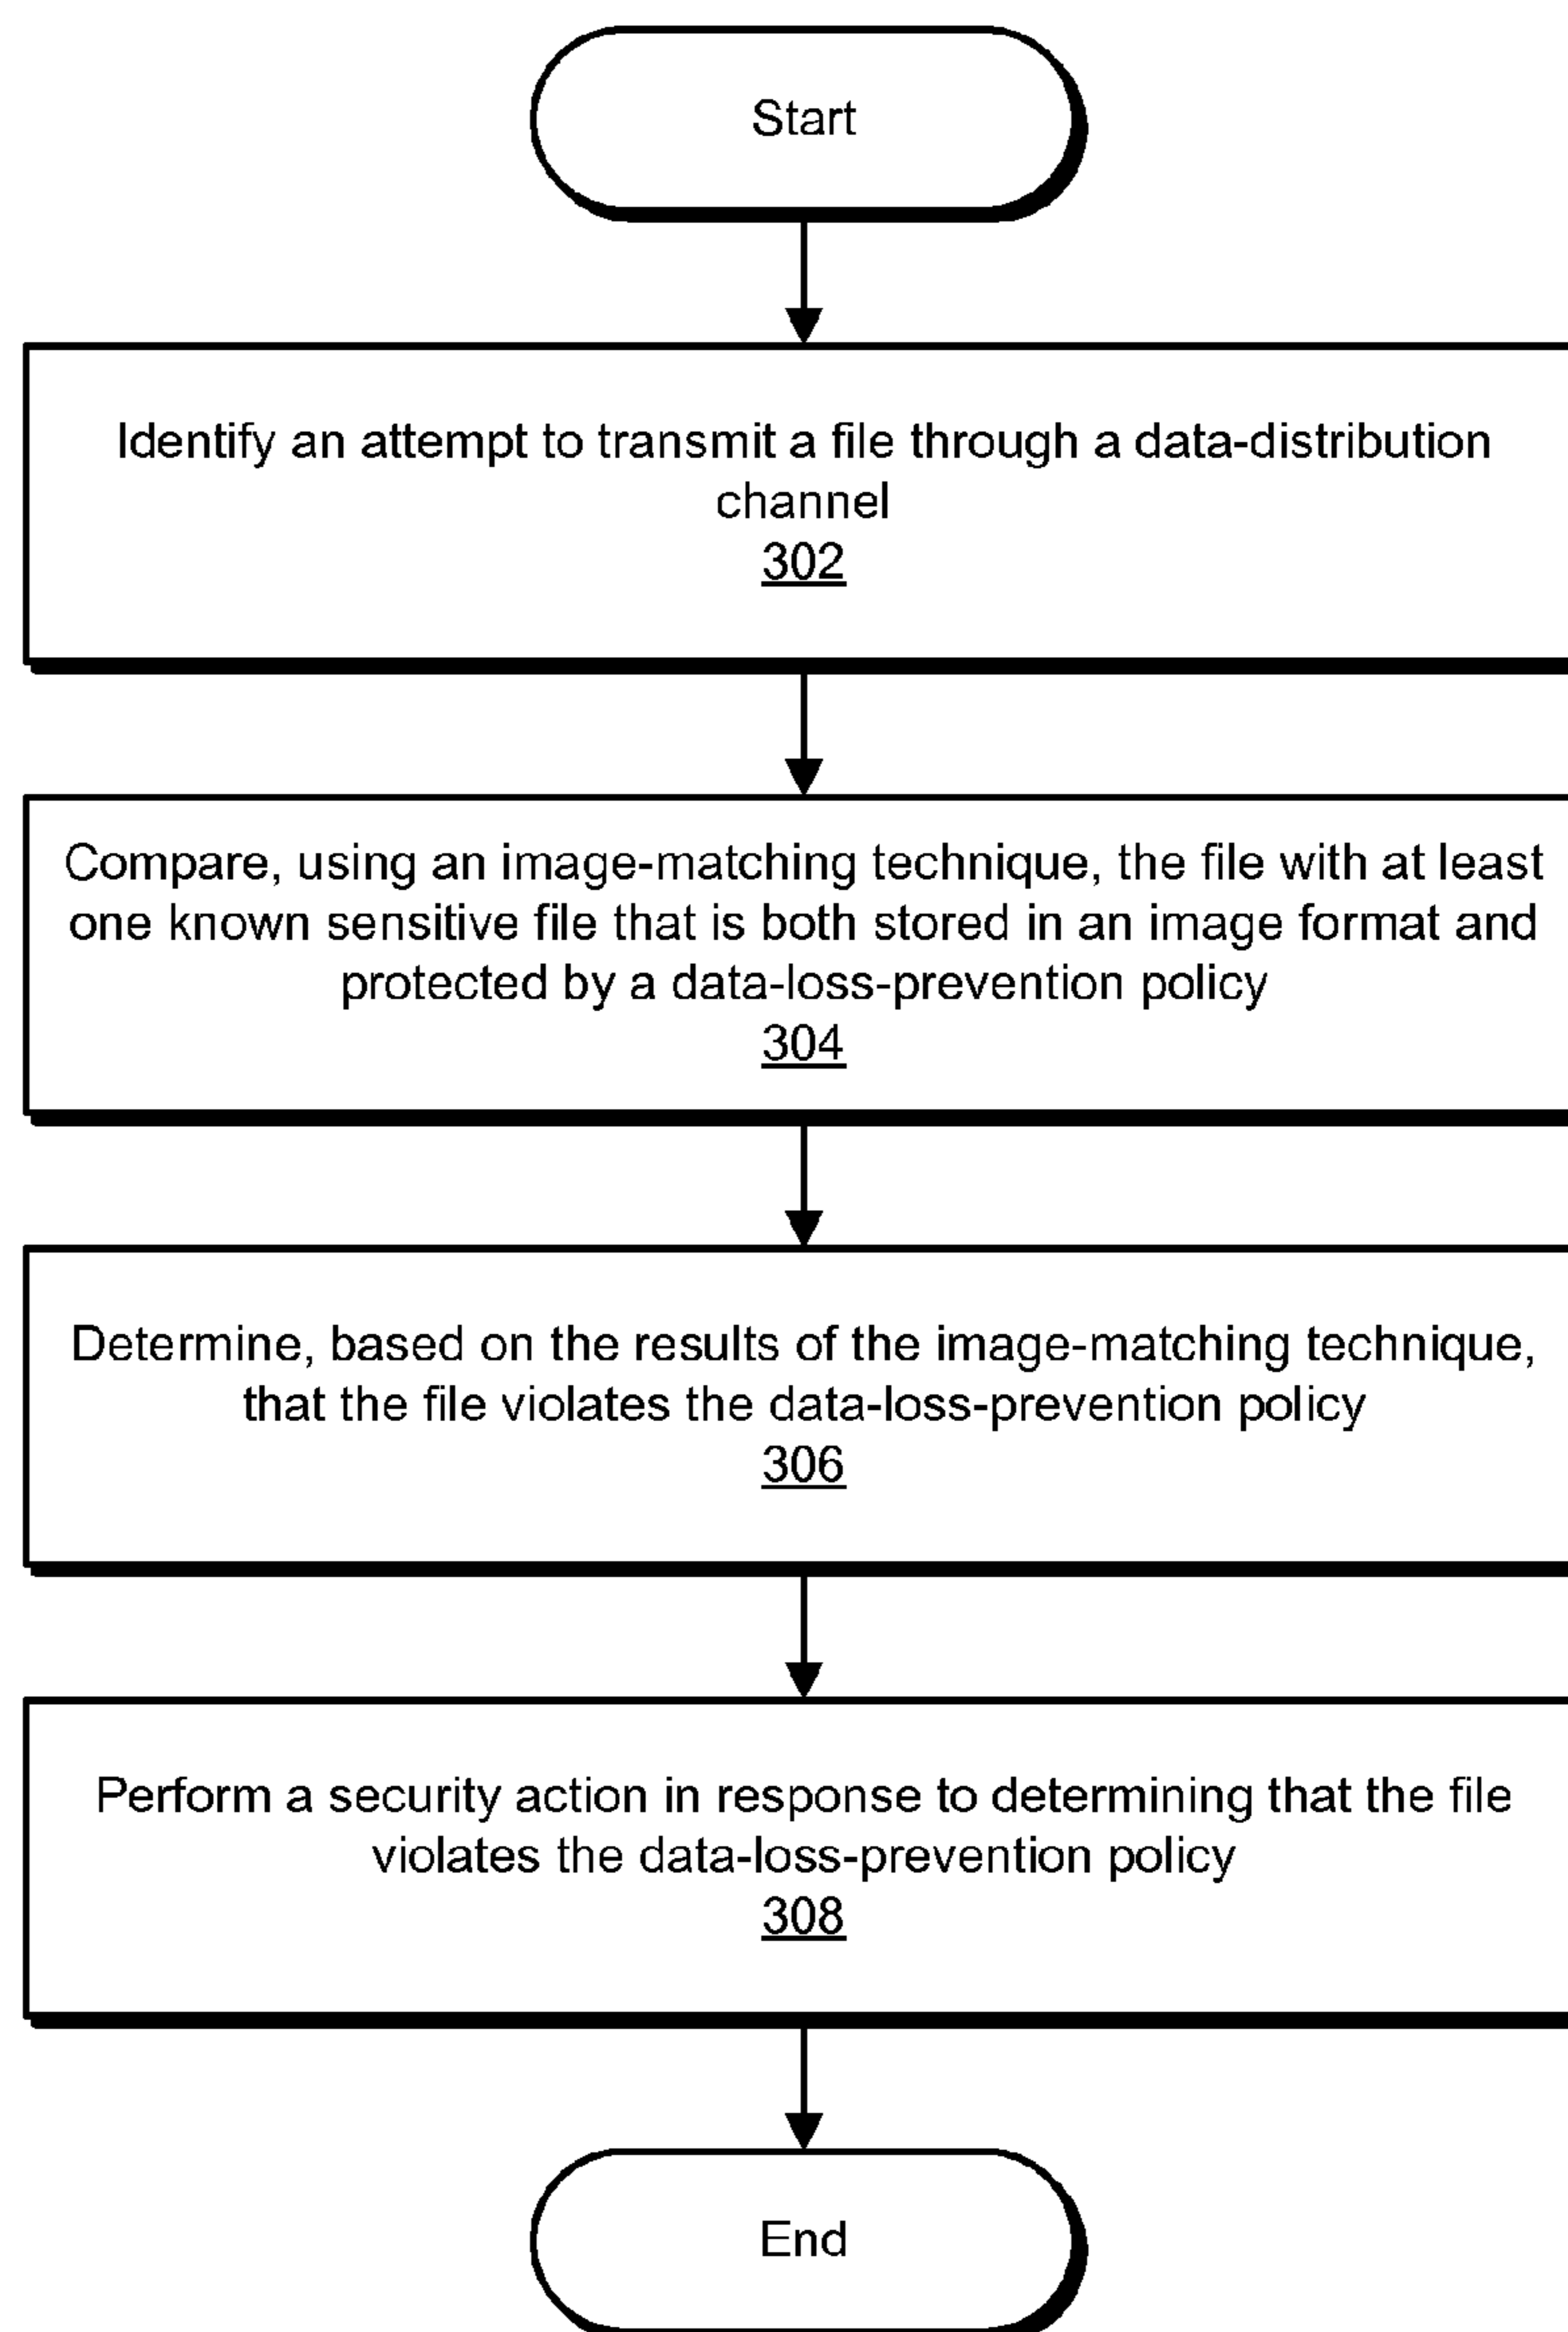 Start
Identify an attempt to transmit a file through a data-distribution
channel
302
Compare, using an image-matching technique, the file with at least
one known sensitive file that is both stored in an image format and
protected by a data-loss-prevention policy
304
Determine, based on the results of the image-matching technique,
that the file violates the data-loss-prevention policy
306
Perform a security action in response to determining that the file
violates the data-loss-prevention policy
308
End